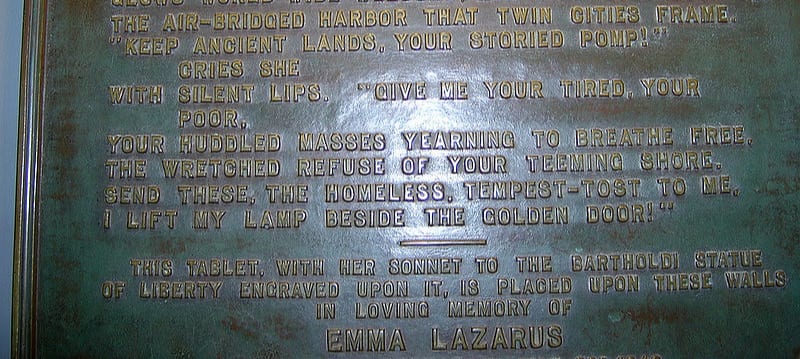 THE AIR-BRIDGED HARBOR THAT TWIN CITIES FRAME.
"KEEP ANCIENT LANDS, YOUR STORIED POMP!"
CRIES SHE
WITH SILENT LIPS. "GIVE ME YOUR TIRED, YOUR
POOR,
YOUR HUDDLED MASSES YEARNING TO BREATHE FREE,
THE WRETCHED REFUSE OF YOUR TEEMING SHORE.
SEND THESE, THE HOMELESS, TEMPEST-TOST TO ME,
I LIFT MY LAMP BESIDE THE GOLDEN DOOR!"
THIS TABLET, WITH HER SONNET TO THE BARTHOLDI STATUE
OF LIBERTY ENGRAVED UPON IT, IS PLACED UPON THESE WALLS
IN LOVING MEMORY OF
EMMA LAZARUS